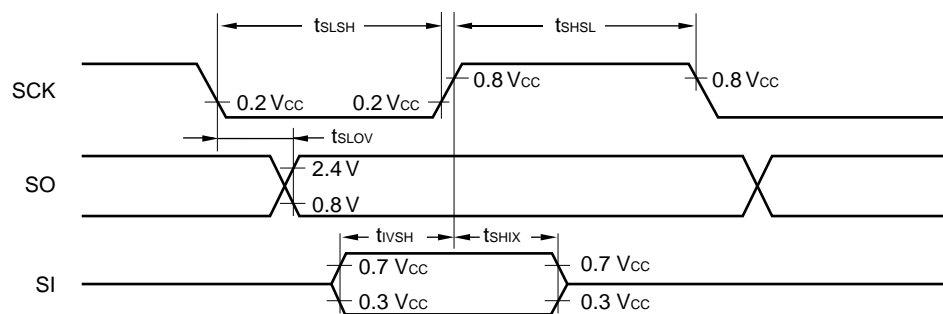 tSLSH tSHSL
SCK 0.2 VCC 0.2 VCC 0.8 VCC 0.8 VCC
tSLOV
SO 2.4 V
0.8 V
tIVSH tSHIX
SI 0.7 VCC 0.7 VCC
0.3 VCC 0.3 VCC